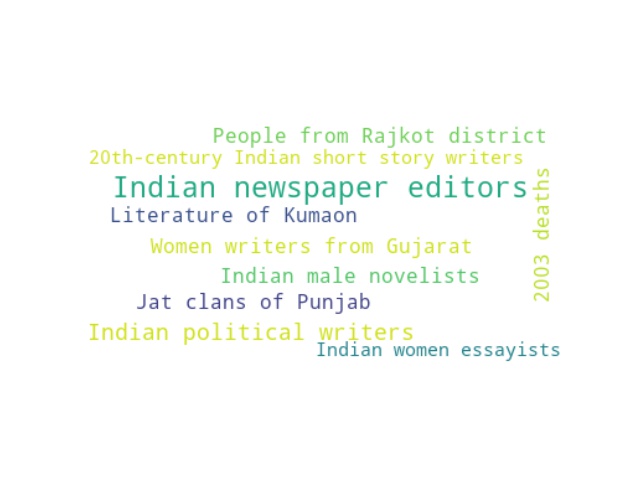 People from Rajkot district
20th-century Indian short story writers
Indian newspaper editors
Literature of Kumaon
Women writers from Gujarat
Indian male novelists
Jat clans of Punjab
Indian political writers
Indian women essayists
2003 deaths